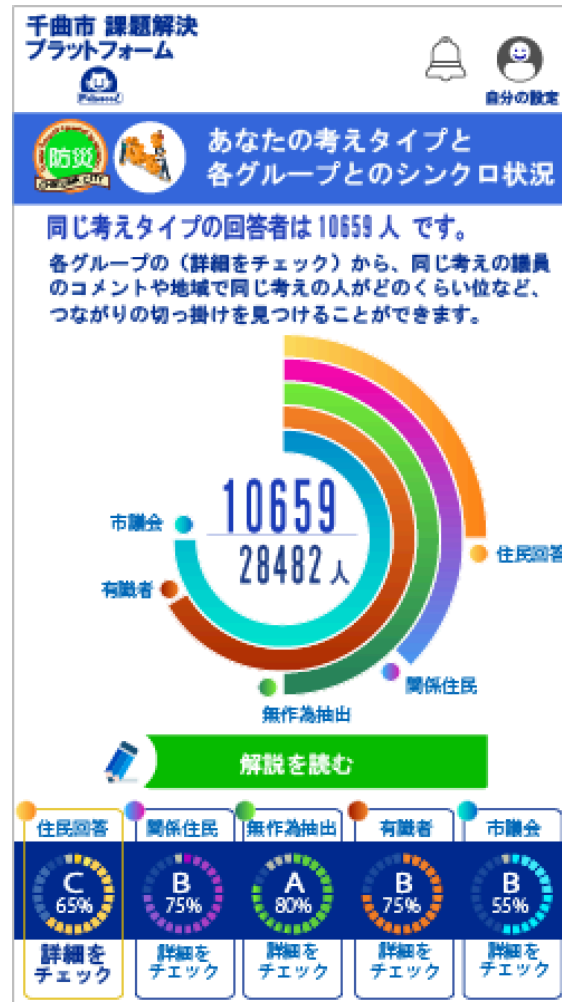 千曲市 課題解決
プラットフォーム
自分の設定
防災
あなたの考えタイプと
各グループとのシンクロ状況
同じ考えタイプの回答者は 10659 人 です。
各グループの（詳細をチェック）から、同じ考えの議員
のコメントや地域で同じ考えの人がどのくらい位など、
つながりの切っ掛けを見つけることができます。
10659
28482 人
市議会
有識者
住民回答
関係住民
無作為抽出
解説を読む
住民回答 関係住民 無作為抽出 有識者 市議会
C B A B B
65% 75% 80% 75% 55%
詳細を 詳細を 詳細を 詳細を 詳細を
チェック チェック チェック チェック チェック